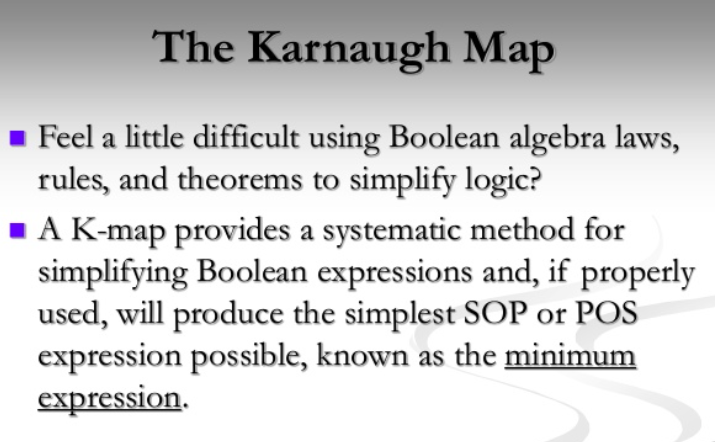 The Karnaugh Map
Feel a little difficult using Boolean algebra laws,
rules, and theorems to simplify logic?
A K-map provides a systematic method for
simplifying Boolean expressions and, if properly
used, will produce the simplest SOP or POS
expression possible, known as the minimum
expression.